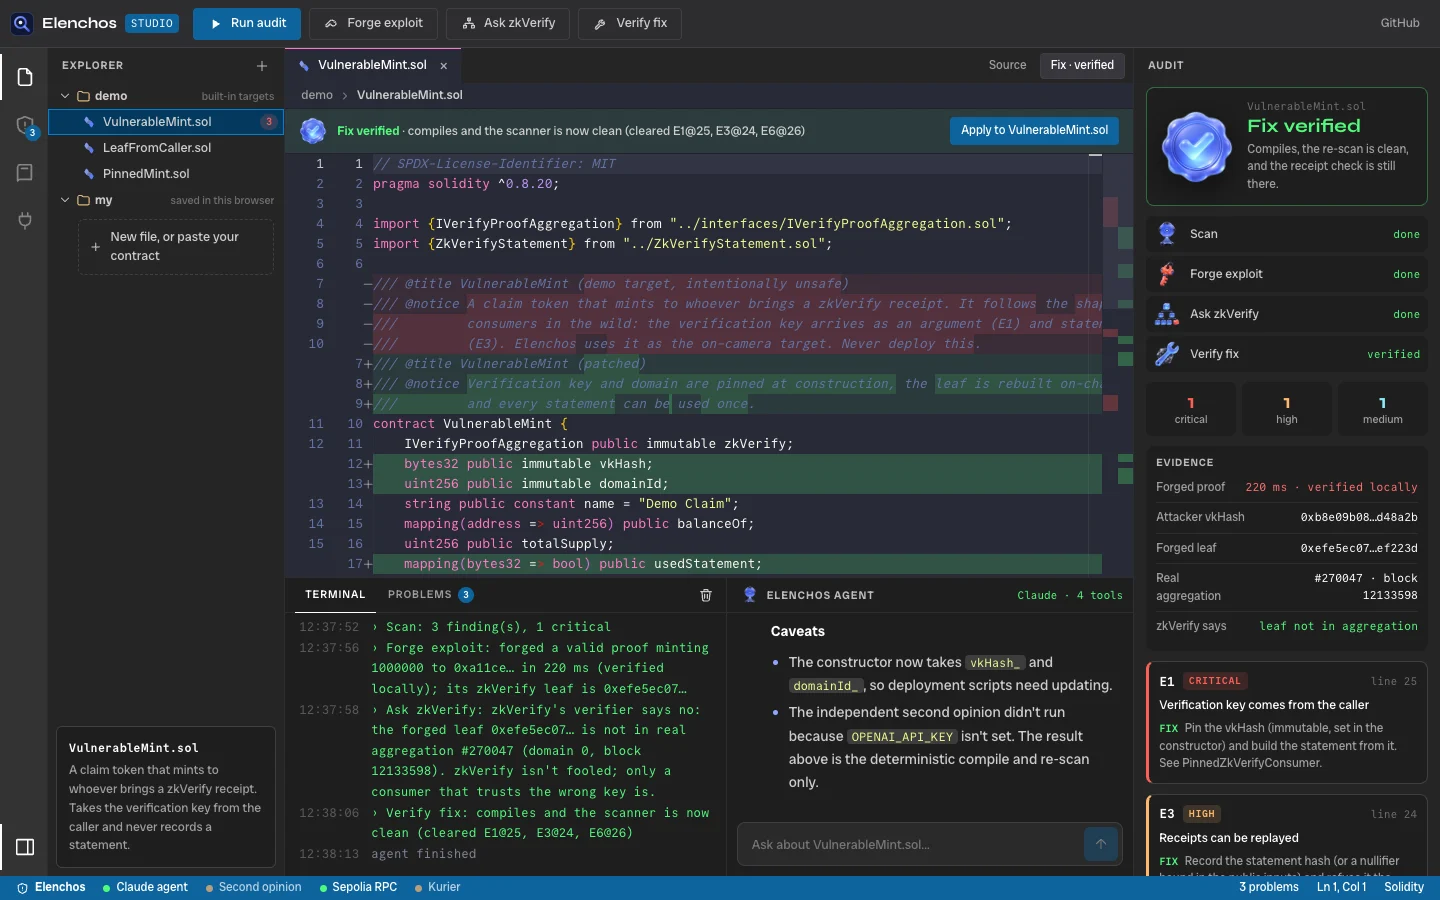 Elenchos STUDIO Run audit Forge exploit Ask zkVerify Verify fix GitHub
EXPLORER
demo built-in targets
VulnerableMint.sol 3
LeafFromCaller.sol
PinnedMint.sol
my saved in this browser
New file, or paste your
contract
3
VulnerableMint.sol
A claim token that mints to
whoever brings a zkVerify receipt.
Takes the verification key from the
caller and never records a
statement.
VulnerableMint.sol Source Fix · verified
demo > VulnerableMint.sol
Fix verified · compiles and the scanner is now clean (cleared E1@25, E3@24, E6@26) Apply to VulnerableMint.sol
1 1 // SPDX-License-Identifier: MIT
2 2 pragma solidity ^0.8.20;
3 3
4 4 import {IVerifyProofAggregation} from "../interfaces/IVerifyProofAggregation.sol";
5 5 import {ZkVerifyStatement} from "../ZkVerifyStatement.sol";
6 6
7 —/// @title VulnerableMint (demo target, intentionally unsafe)
8 —/// @notice A claim token that mints to whoever brings a zkVerify receipt. It follows the
9 —/// consumers in the wild: the verification key arrives as an argument (E1) and
10 —/// (E3). Elenchos uses it as the on-camera target. Never deploy this.
7+/// @title VulnerableMint (patched)
8+/// @notice Verification key and domain are pinned at construction, the leaf is rebuilt
9+/// and every statement can be used once.
11 10 contract VulnerableMint {
12 11 IVerifyProofAggregation public immutable zkVerify;
12+ bytes32 public immutable vkHash;
13+ uint256 public immutable domainId;
13 14 string public constant name = "Demo Claim";
14 15 mapping(address => uint256) public balanceOf;
15 16 uint256 public totalSupply;
17+ mapping(bytes32 => bool) public usedStatement;
TERMINAL PROBLEMS 3
12:37:52 › Scan: 3 finding(s), 1 critical
12:37:56 › Forge exploit: forged a valid proof minting
1000000 to 0xa11ce… in 220 ms (verified
locally); its zkVerify leaf is 0xefe5ec07…
12:37:58 › Ask zkVerify: zkVerify's verifier says no:
the forged leaf 0xefe5ec07… is not in real
aggregation #270047 (domain 0, block
12133598). zkVerify isn't fooled; only a
consumer that trusts the wrong key is.
12:38:06 › Verify fix: compiles and the scanner is now
clean (cleared E1@25, E3@24, E6@26)
12:38:13 agent finished
ELENCHOS AGENT Claude · 4 tools
Caveats
• The constructor now takes vkHash_ and
domainId_, so deployment scripts need updating.
• The independent second opinion didn't run
because OPENAI_API_KEY isn't set. The result
above is the deterministic compile and re-scan
only.
Ask about VulnerableMint.sol...
AUDIT
VulnerableMint.sol
Fix verified
Compiles, the re-scan is clean,
and the receipt check is still
there.
Scan done
Forge exploit done
Ask zkVerify done
Verify fix verified
1 1 1
critical high medium
EVIDENCE
Forged proof 220 ms · verified locally
Attacker vkHash 0xb8e09b08…d48a2b
Forged leaf 0xefe5ec07…ef223d
Real #270047 · block
aggregation 12133598
zkVerify says leaf not in aggregation
E1 CRITICAL line 25
Verification key comes from the caller
FIX Pin the vkHash (immutable, set in the
constructor) and build the statement from it.
See PinnedZkVerifyConsumer.
E3 HIGH line 24
Receipts can be replayed
FIX Record the statement hash (or a nullifier
Elenchos Claude agent Second opinion Sepolia RPC Kurier 3 problems Ln 1, Col 1 Solidity